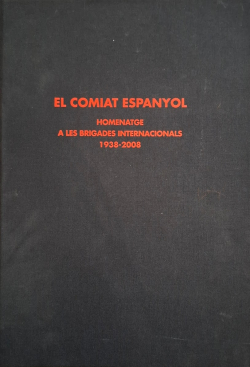 EL COMIAT ESPANYOL
HOMENATGE
A LES BRIGADES INTERNACIONALS
1938-2008